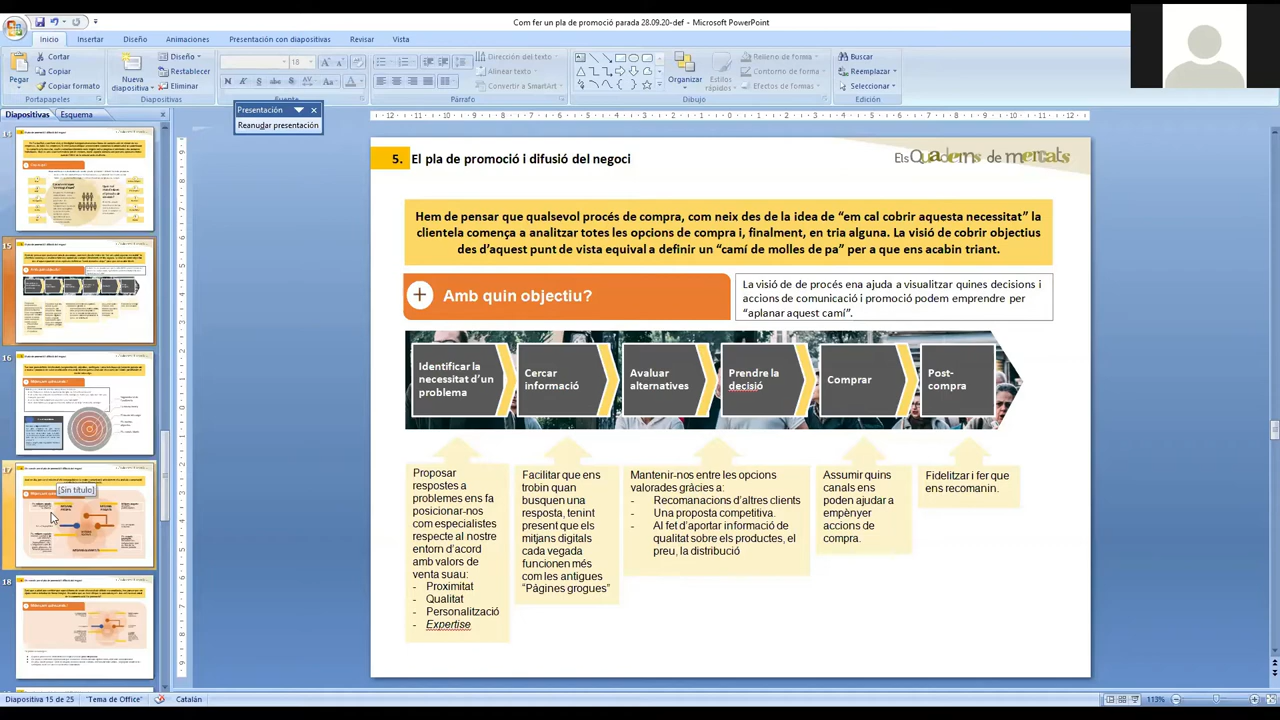 Com fer un pla de promoció parada 28.09.20-def - Microsoft PowerPoint
Inicio Insertar Diseño Animaciones Presentación con diapositivas Revisar Vista
Pegar
Cortar
Copiar
Copiar formato
Portapapeles
Nueva diapositiva
Diseño
Restablecer
Eliminar
Diapositivas
18
Fuente
Párrafo
Dirección de texto
Alinear texto
Convertir a SmartArt
Organizar
Estilos rápidos
Relleno de forma
Contorno de forma
Efectos de formas
Dibujo
Buscar
Reemplazar
Seleccionar
Edición
Presentación
Reanudar presentación
Diapositivas Esquema
14
15
16
17
[Sin título]
18
5. El pla de promoció i difusió del negoci
Els Quaderns de mercats
Hem de pensar que qualsevol procés de compra, com neix des de la idea de “em cal cobrir aquesta necessitat” la
clientela comença a analitzar totes les opcions de compra i, finalment, en tria alguna. La visió de cobrir objectius
des d’aquest punt de vista equival a definir un “camí de molles de pa” per a que ens acabin triant.
Amb quin objectiu?
La visió des de procés ena ajuda a visualitzar quines decisions i
accions de comunicació i promoció podem emprendre per
“aplanar aquest camí”.
Identificar la
necessitat d'un
problema
Cercar
informació
Avaluar
alternatives
Prendre la
decisió
Comprar
Post-
compra
Proposar
respostes a
problemes ens fa
posicionar-nos
com especialistes
respecte al nostre
entorn d’acord
amb valors de
venta suau:
- Proximitat
- Qualitat
- Personalització
- Expertise
Facilitar que ens
trobin quan
busquen una
resposta, tenint
present que els
mitjans digitals
cada vegada
funcionen més
com les antigues
“Pàgines grogues”
Mantenir-nos entre les opcions
valorades gràcies a:
- Recomanacions d’altres clients
- Una proposta competitiva.
- Al fet d’aportar informació de
qualitat sobre els productes, el
preu, la distribució
Assumir quins
canals ens
poden ajudar a
empènyer
accions de
compra.
Fidelitzar i fer que
ens recomanin.
Diapositiva 15 de 25 "Tema de Office" Catalán
113%